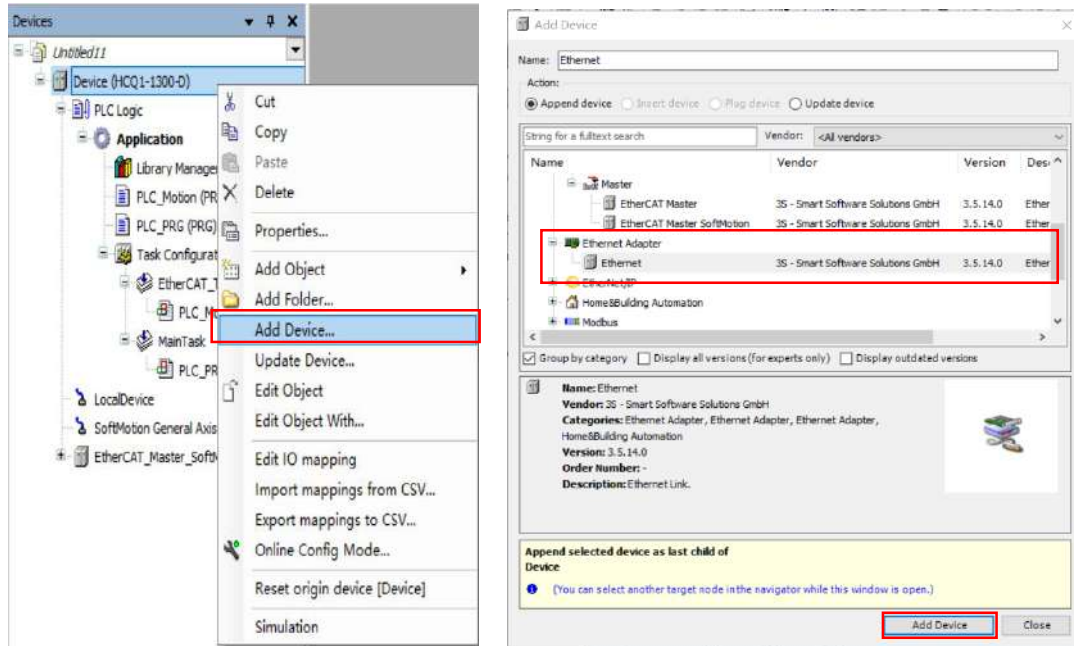 Devices
Untitled11
Device (HCQ1-1300-D)
PLC Logic
Application
Library Manager
PLC_Motion (PR
PLC_PRG (PRG)
Task Configurat
EtherCAT_T
PLC_Mo
MainTask
PLC_PR
LocalDevice
SoftMotion General Axis
EtherCAT_Master_SoftM
Cut
Copy
Paste
Delete
Properties...
Add Object
Add Folder...
Add Device...
Update Device...
Edit Object
Edit Object With...
Edit IO mapping
Import mappings from CSV...
Export mappings to CSV...
Online Config Mode...
Reset origin device [Device]
Simulation
Add Device
Name: Ethernet
Action:
Append device Insert device Plug device Update device
String for a fulltext search Vendor: <All vendors>
Name Vendor Version Des
Master
EtherCAT Master 3S - Smart Software Solutions GmbH 3.5.14.0 Ether
EtherCAT Master SoftMotion 3S - Smart Software Solutions GmbH 3.5.14.0 Ether
Ethernet Adapter
Ethernet 3S - Smart Software Solutions GmbH 3.5.14.0 Ether
EtherNet/IP
Home&Building Automation
Modbus
Group by category Display all versions (for experts only) Display outdated versions
Name: Ethernet
Vendor: 3S - Smart Software Solutions GmbH
Categories: Ethernet Adapter, Ethernet Adapter, Ethernet Adapter,
Home&Building Automation
Version: 3.5.14.0
Order Number: -
Description: Ethernet Link.
Append selected device as last child of
Device
(You can select another target node in the navigator while this window is open.)
Add Device Close